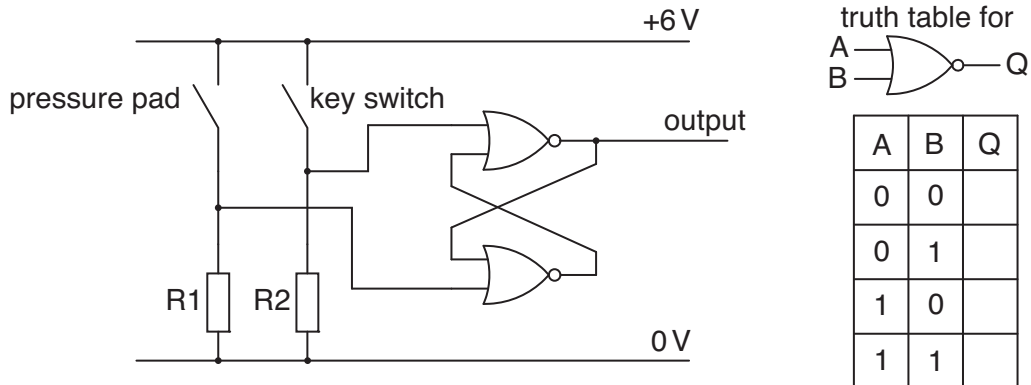 +6 V
pressure pad
key switch
output
R1
R2
0 V
truth table for
A
B
Q
A B Q
0 0
0 1
1 0
1 1